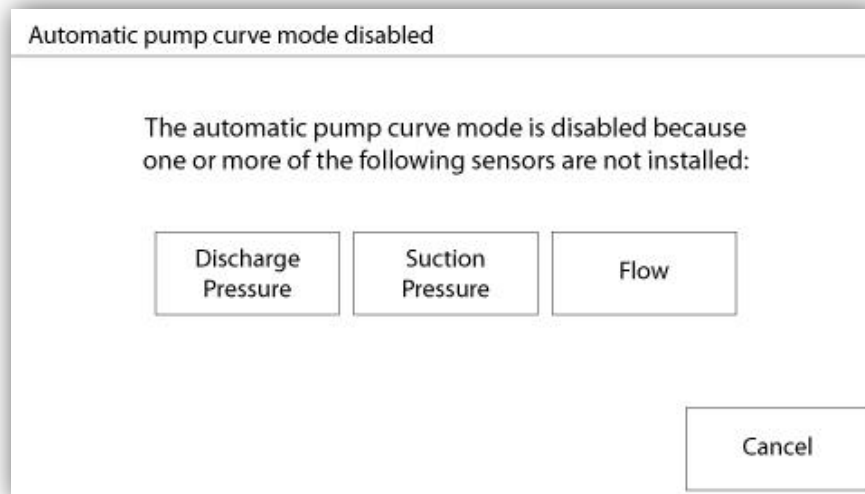 Automatic pump curve mode disabled
The automatic pump curve mode is disabled because
one or more of the following sensors are not installed:
Discharge
Pressure
Suction
Pressure
Flow
Cancel